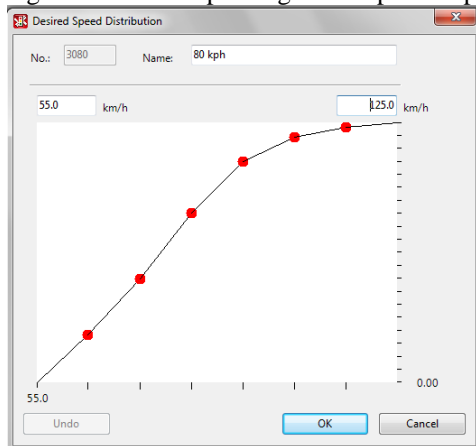 Desired Speed Distribution
No.: 3080 Name: 80 kph
55.0 km/h 125.0 km/h
0.00
55.0
Undo OK Cancel